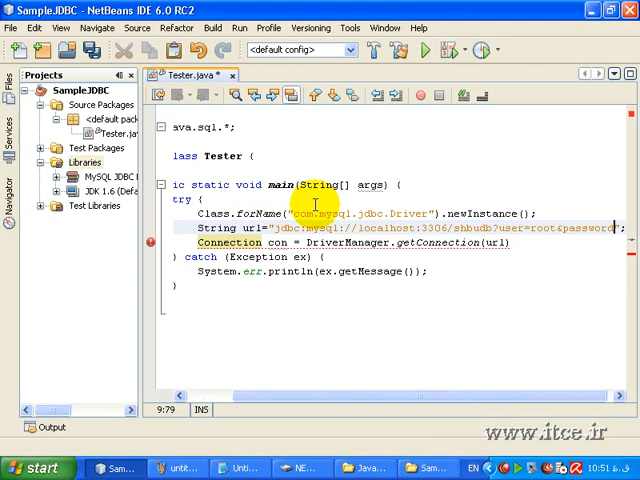 SampleJDBC - NetBeans IDE 6.0 RC2
File Edit View Navigate Source Refactor Build Run Profile Versioning Tools Window Help
<default config>
Files
Services
Navigator
Projects
Tester.java *
SampleJDBC
Source Packages
<default pack
Tester.jav
Test Packages
Libraries
MySQL JDBC D
JDK 1.6 (Defau
Test Libraries
ava.sql.*;
lass Tester {
ic static void main(String[] args) {
try {
Class.forName("com.mysql.jdbc.Driver").newInstance();
String url="jdbc:mysql://localhost:3306/shbudb?user=root&password";
Connection con = DriverManager.getConnection(url)
} catch (Exception ex) {
System.err.println(ex.getMessage());
}
9:79 INS
Output
www.itce.ir
start
Sam...
untit...
Unti...
NE...
Java...
Sam...
EN